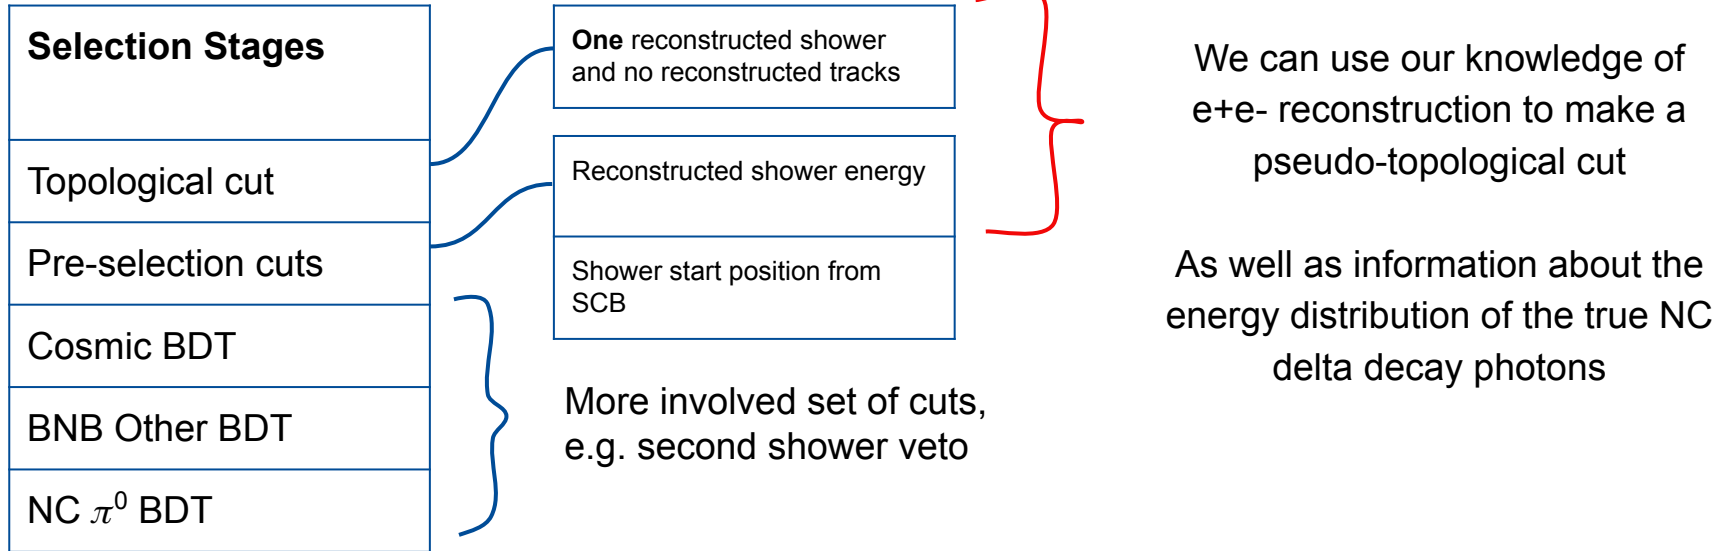 Selection Stages
Topological cut
Pre-selection cuts
Cosmic BDT
BNB Other BDT
NC π⁰ BDT
One reconstructed shower
and no reconstructed tracks
Reconstructed shower energy
Shower start position from
SCB
More involved set of cuts,
e.g. second shower veto
We can use our knowledge of
e+e- reconstruction to make a
pseudo-topological cut
As well as information about the
energy distribution of the true NC
delta decay photons